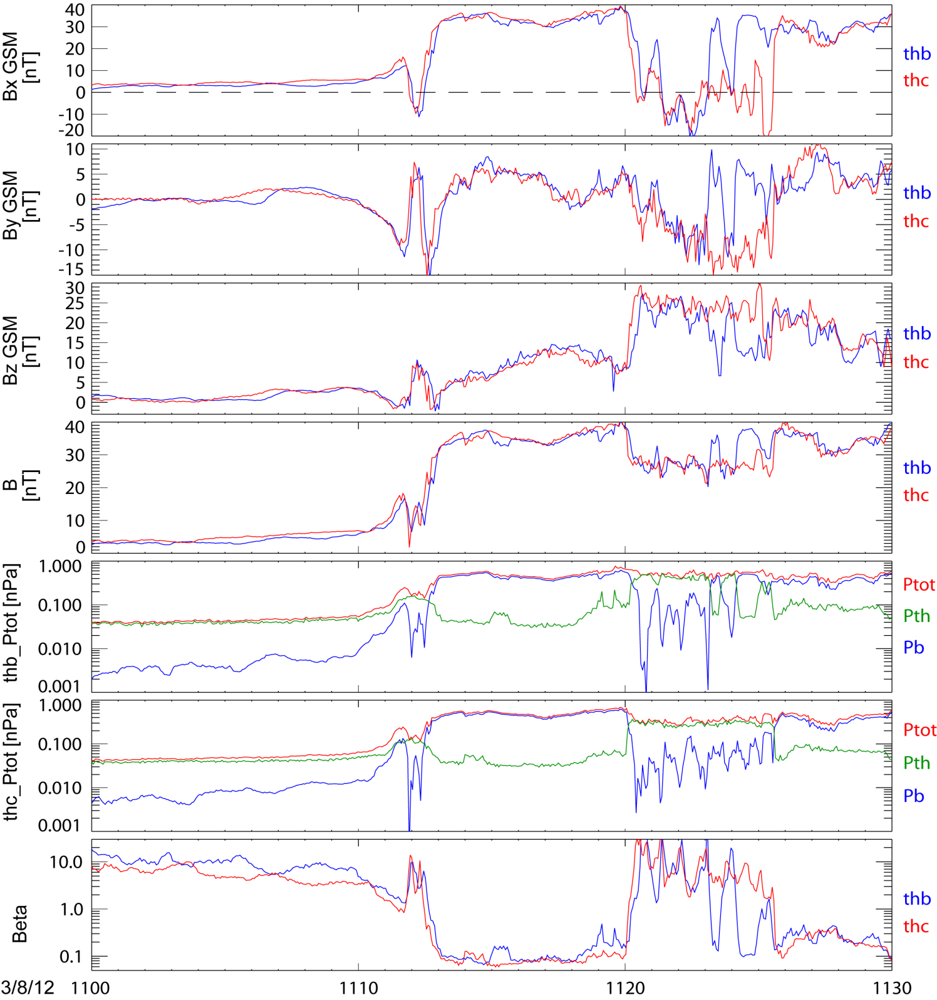 40
30
20
10
0
-10
-20
Bx GSM
[nT]
thb
thc
10
5
0
-5
-10
-15
By GSM
[nT]
thb
thc
30
25
20
15
10
5
0
Bz GSM
[nT]
thb
thc
40
30
20
10
0
B
[nT]
thb
thc
1.000
0.100
0.010
0.001
thb_Ptot [nPa]
Ptot
Pth
Pb
1.000
0.100
0.010
0.001
thc_Ptot [nPa]
Ptot
Pth
Pb
10.0
1.0
0.1
Beta
thb
thc
3/8/12 1100 1110 1120 1130